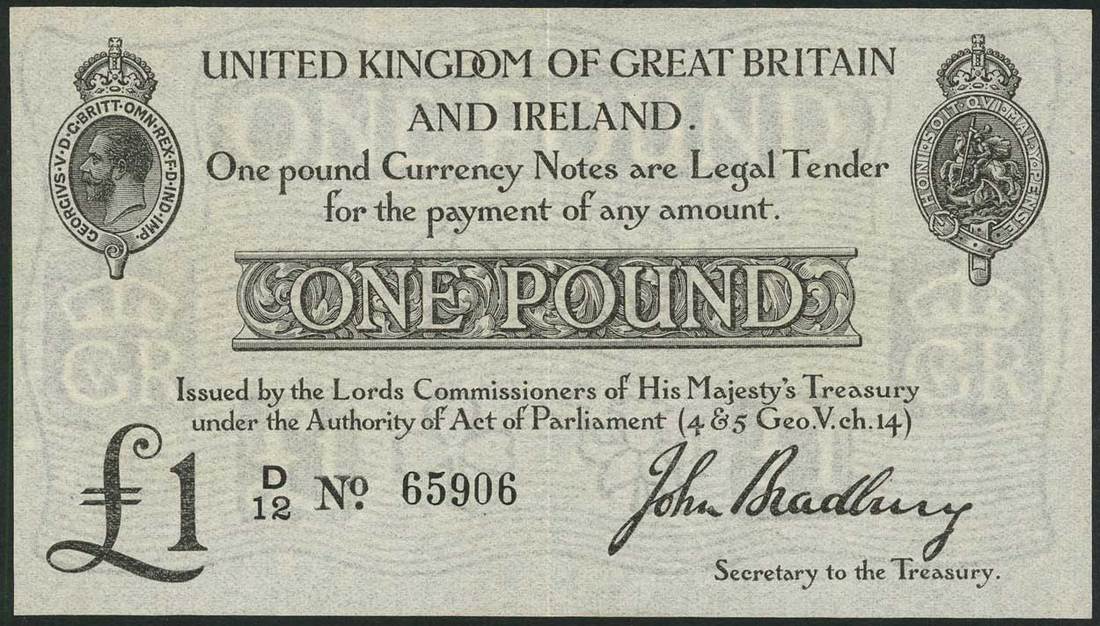 UNITED KINGDOM OF GREAT BRITAIN
AND IRELAND.
GEORGIVS·V·D·G·BRITT·OMN·REX·F·D·IND·IMP·
HONI·SOIT·QVI·MAL·Y·PENSE
One pound Currency Notes are Legal Tender
for the payment of any amount.
ONE POUND
Issued by the Lords Commissioners of His Majesty's Treasury
under the Authority of Act of Parliament (4 & 5 Geo.V.ch.14)
£1
D
12
No. 65906
John Bradbury
Secretary to the Treasury.
ONE POUND
GR
GR